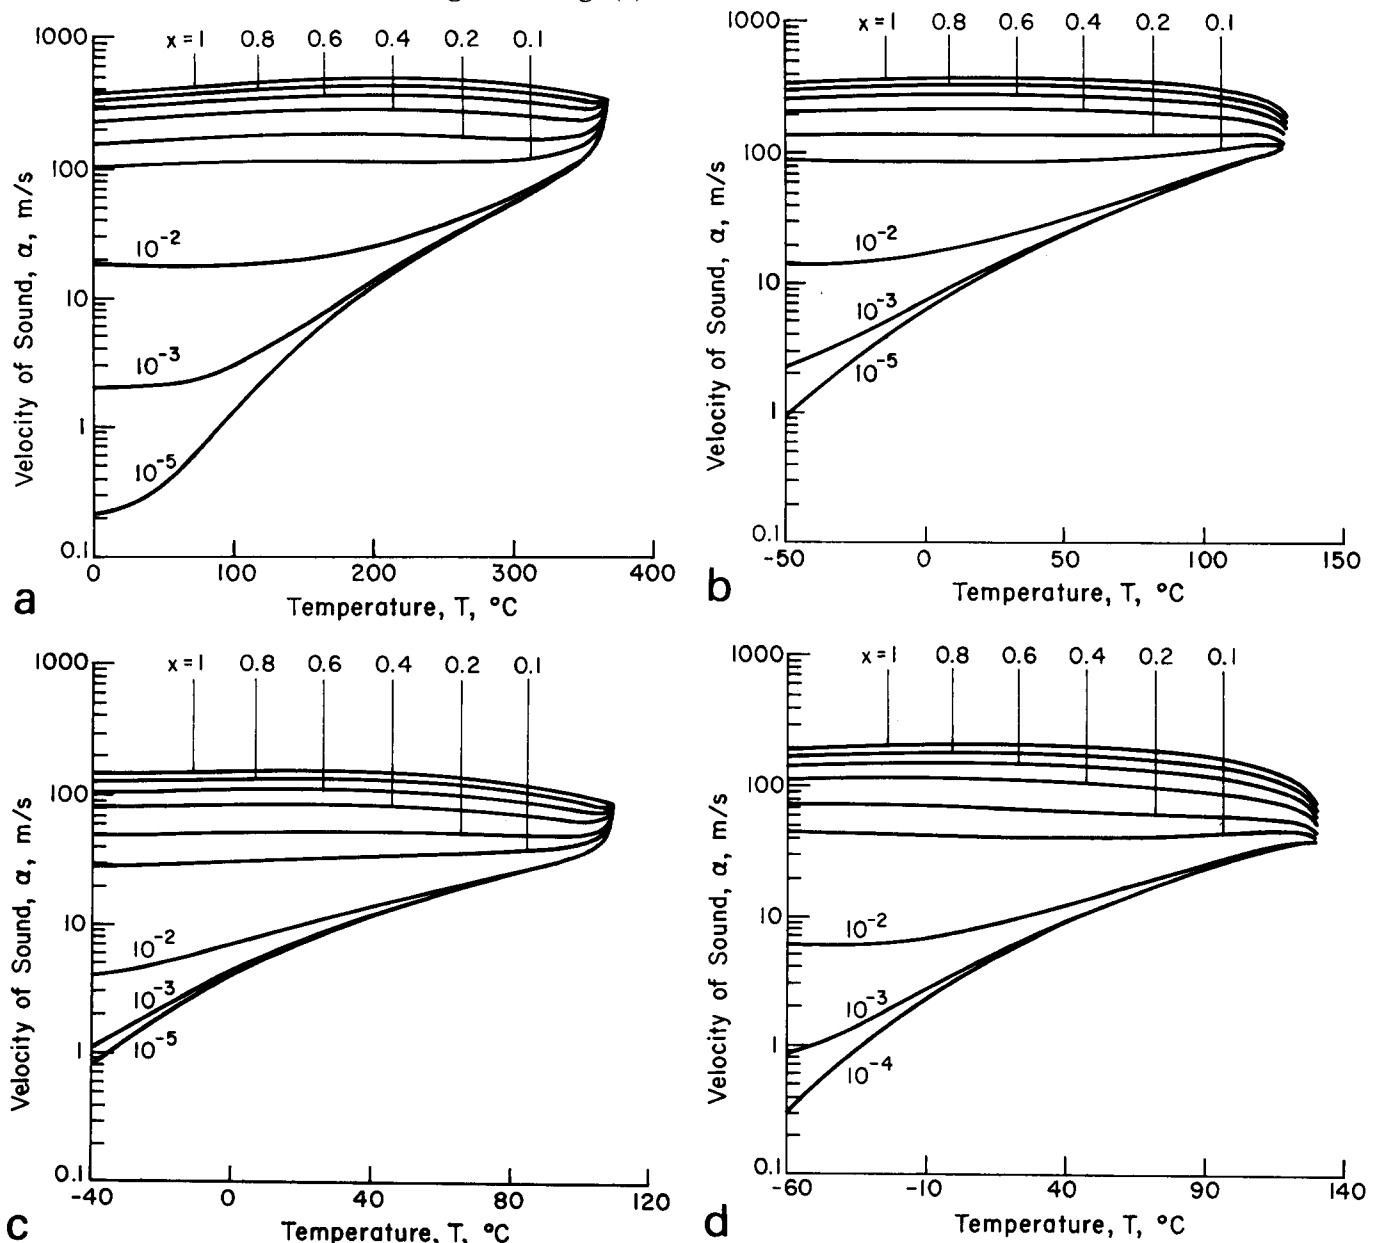 x = 1 0.8 0.6 0.4 0.2 0.1
1000
100
10
1
0.1
10-2
10-3
10-5
Velocity of Sound, α, m/s
0 100 200 300 400
Temperature, T, °C
a
x = 1 0.8 0.6 0.4 0.2 0.1
1000
100
10
1
0.1
10-2
10-3
10-5
Velocity of Sound, α, m/s
-50 0 50 100 150
Temperature, T, °C
b
x = 1 0.8 0.6 0.4 0.2 0.1
1000
100
10
1
0.1
10-2
10-3
10-5
Velocity of Sound, α, m/s
-40 0 40 80 120
Temperature, T, °C
c
x = 1 0.8 0.6 0.4 0.2 0.1
1000
100
10
1
0.1
10-2
10-3
10-4
Velocity of Sound, α, m/s
-60 -10 40 90 140
Temperature, T, °C
d